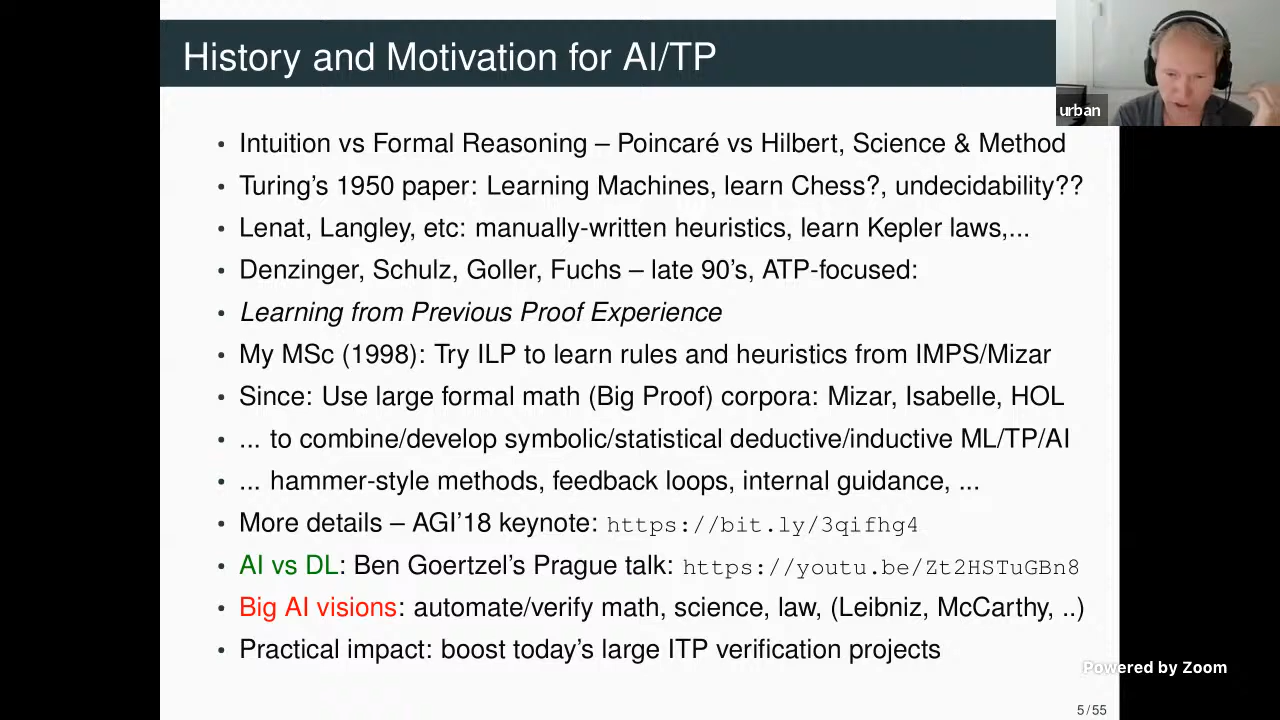 History and Motivation for AI/TP
urban
• Intuition vs Formal Reasoning – Poincaré vs Hilbert, Science & Method
• Turing's 1950 paper: Learning Machines, learn Chess?, undecidability??
• Lenat, Langley, etc: manually-written heuristics, learn Kepler laws,...
• Denzinger, Schulz, Goller, Fuchs – late 90's, ATP-focused:
• Learning from Previous Proof Experience
• My MSc (1998): Try ILP to learn rules and heuristics from IMPS/Mizar
• Since: Use large formal math (Big Proof) corpora: Mizar, Isabelle, HOL
• ... to combine/develop symbolic/statistical deductive/inductive ML/TP/AI
• ... hammer-style methods, feedback loops, internal guidance, ...
• More details – AGI'18 keynote: https://bit.ly/3qifhg4
• AI vs DL: Ben Goertzel's Prague talk: https://youtu.be/Zt2HSTuGBn8
• Big AI visions: automate/verify math, science, law, (Leibniz, McCarthy, ..)
• Practical impact: boost today's large ITP verification projects
Powered by Zoom
5/55